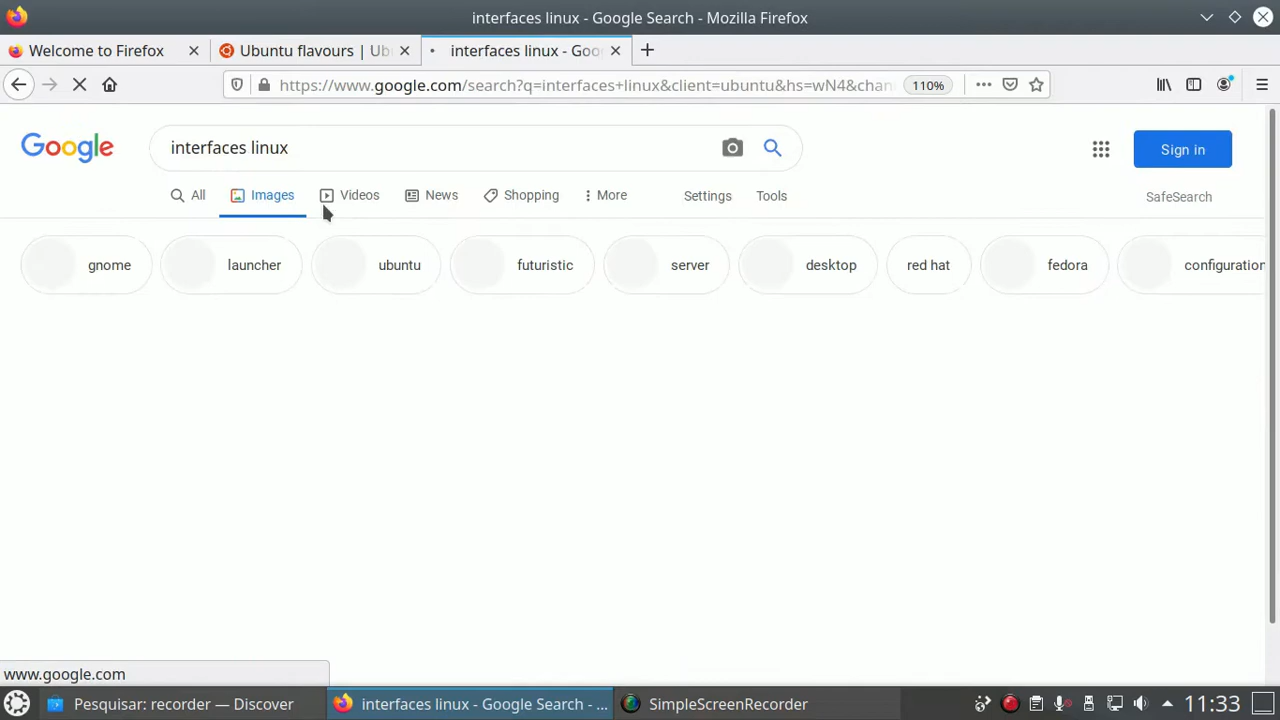 interfaces linux - Google Search - Mozilla Firefox
Welcome to Firefox
Ubuntu flavours | Ub
interfaces linux - Goo
https://www.google.com/search?q=interfaces+linux&client=ubuntu&hs=wN4&chan
110%
Google
interfaces linux
Sign in
All
Images
Videos
News
Shopping
More
Settings
Tools
SafeSearch
gnome
launcher
ubuntu
futuristic
server
desktop
red hat
fedora
configuration
www.google.com
Pesquisar: recorder — Discover
interfaces linux - Google Search - ...
SimpleScreenRecorder
11:33